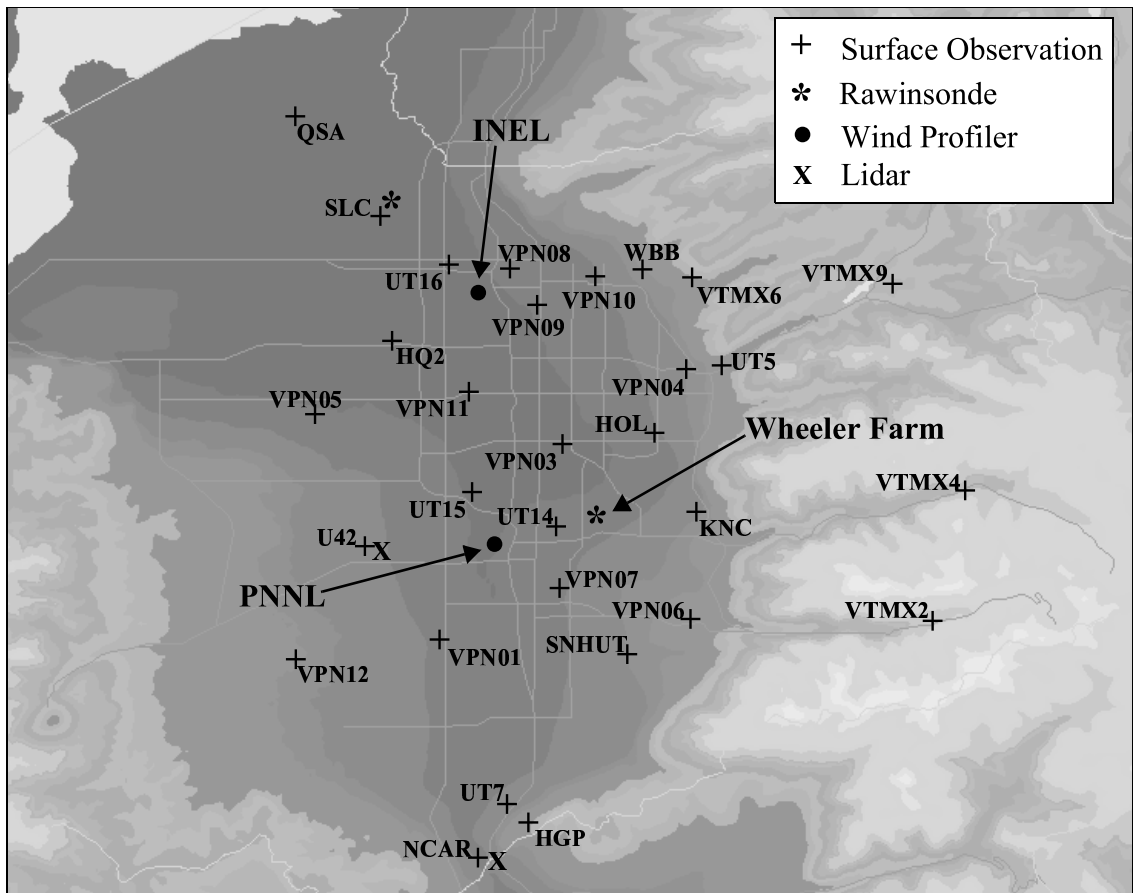 Surface Observation
Rawinsonde
Wind Profiler
X Lidar
QSA
INEL
SLC
VPN08
WBB
UT16
VPN10
VTMX6
VTMX9
VPN09
HQ2
VPN04
UT5
VPN05
VPN11
HOL
Wheeler Farm
VPN03
VTMX4
UT15
UT14
KNC
U42
X
PNNL
VPN07
VPN06
VTMX2
SNHUT
VPN01
VPN12
UT7
HGP
NCAR
X